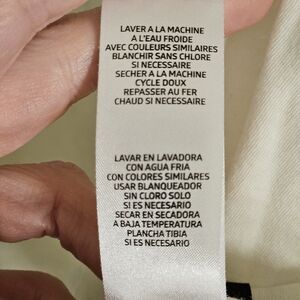 LAVER A LA MACHINE
A L'EAU FROIDE
AVEC COULEURS SIMILAIRES
BLANCHIR SANS CHLORE
SI NECESSAIRE
SECHER A LA MACHINE
CYCLE DOUX
REPASSER AU FER
CHAUD SI NECESSAIRE
LAVAR EN LAVADORA
CON AGUA FRIA
CON COLORES SIMILARES
USAR BLANQUEADOR
SIN CLORO SOLO
SI ES NECESARIO
SECAR EN SECADORA
A BAJA TEMPERATURA
PLANCHA TIBIA
SI ES NECESARIO